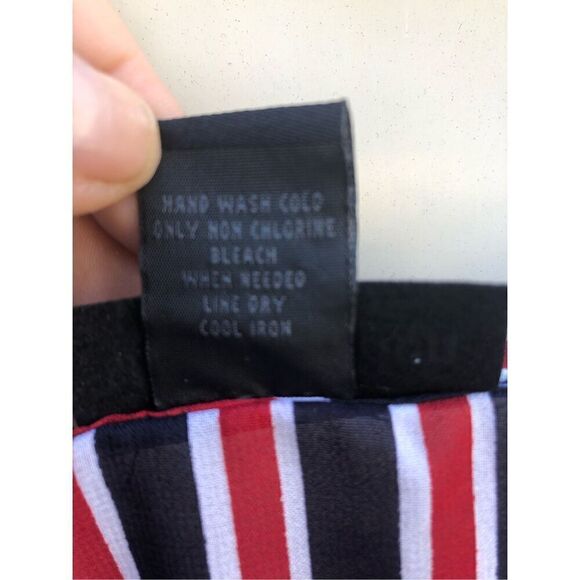 HAND WASH COLD
ONLY NON CHLORINE
BLEACH
WHEN NEEDED
LINE DRY
COOL IRON